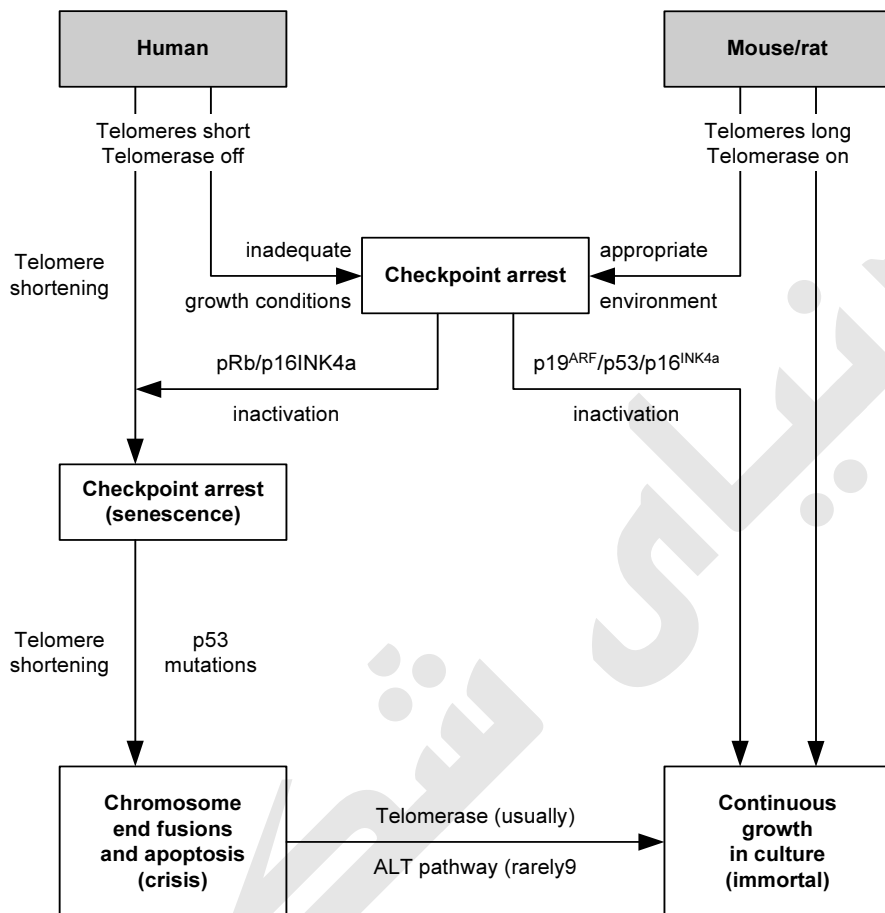 Human
Mouse/rat
Telomeres short
Telomerase off
Telomeres long
Telomerase on
Telomere
shortening
inadequate
growth conditions
Checkpoint arrest
appropriate
environment
pRb/p16INK4a
inactivation
p19ARF/p53/p16INK4a
inactivation
Checkpoint arrest
(senescence)
Telomere
shortening
p53
mutations
Chromosome
end fusions
and apoptosis
(crisis)
Telomerase (usually)
ALT pathway (rarely9
Continuous
growth
in culture
(immortal)